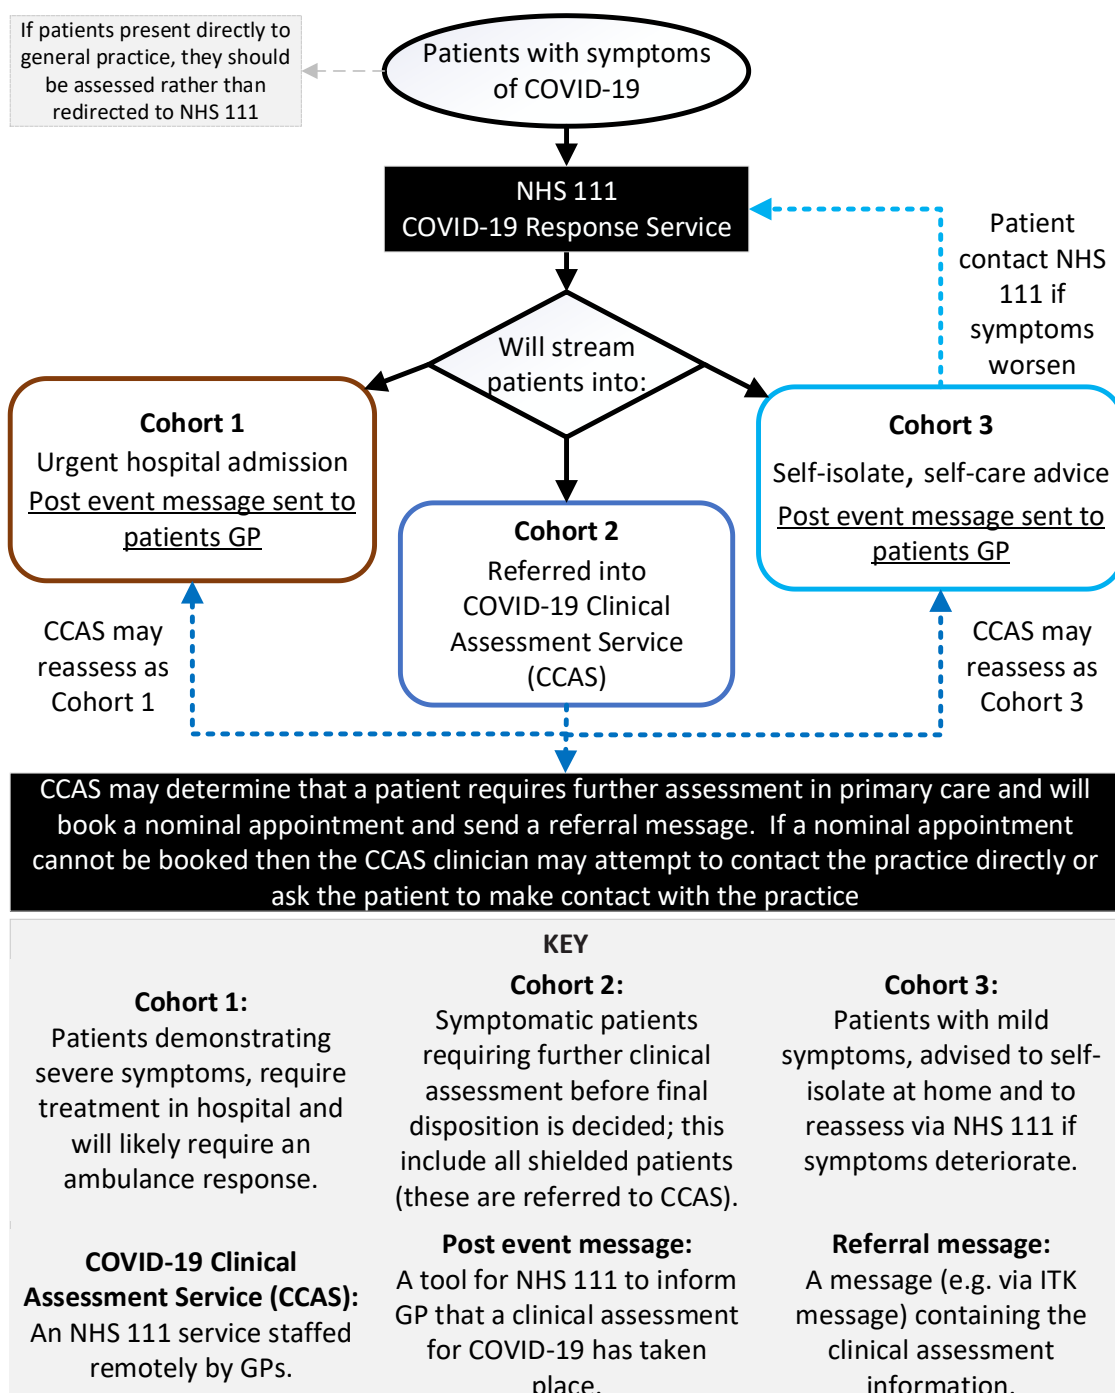 If patients present directly to
general practice, they should
be assessed rather than
redirected to NHS 111
Patients with symptoms
of COVID-19
NHS 111
COVID-19 Response Service
Patient
contact NHS
111 if
symptoms
worsen
Will stream
patients into:
Cohort 1
Urgent hospital admission
Post event message sent to
patients GP
Cohort 2
Referred into
COVID-19 Clinical
Assessment Service
(CCAS)
Cohort 3
Self-isolate, self-care advice
Post event message sent to
patients GP
CCAS may
reassess as
Cohort 1
CCAS may
reassess as
Cohort 3
CCAS may determine that a patient requires further assessment in primary care and will
book a nominal appointment and send a referral message.  If a nominal appointment
cannot be booked then the CCAS clinician may attempt to contact the practice directly or
ask the patient to make contact with the practice
KEY
Cohort 1:
Patients demonstrating
severe symptoms, require
treatment in hospital and
will likely require an
ambulance response.
Cohort 2:
Symptomatic patients
requiring further clinical
assessment before final
disposition is decided; this
include all shielded patients
(these are referred to CCAS).
Cohort 3:
Patients with mild
symptoms, advised to self-
isolate at home and to
reassess via NHS 111 if
symptoms deteriorate.
COVID-19 Clinical
Assessment Service (CCAS):
An NHS 111 service staffed
remotely by GPs.
Post event message:
A tool for NHS 111 to inform
GP that a clinical assessment
for COVID-19 has taken
place.
Referral message:
A message (e.g. via ITK
message) containing the
clinical assessment
information.